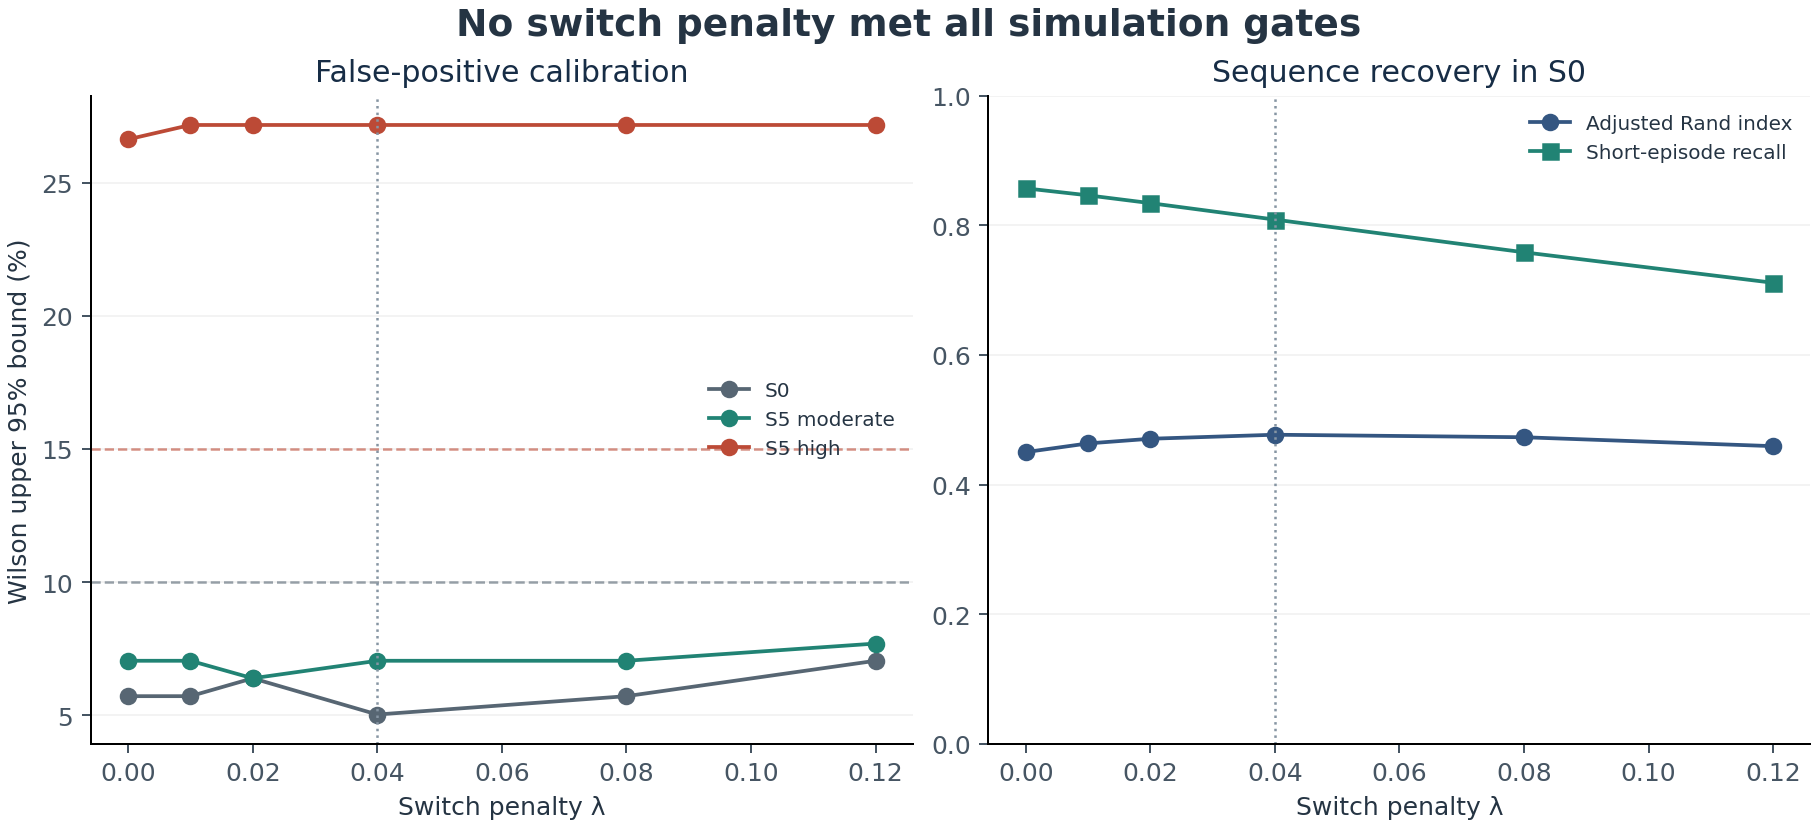 No switch penalty met all simulation gates
False-positive calibration
Wilson upper 95% bound (%)
25
20
15
10
5
S0
S5 moderate
S5 high
0.00 0.02 0.04 0.06 0.08 0.10 0.12
Switch penalty λ
Sequence recovery in S0
1.0
0.8
0.6
0.4
0.2
0.0
Adjusted Rand index
Short-episode recall
0.00 0.02 0.04 0.06 0.08 0.10 0.12
Switch penalty λ